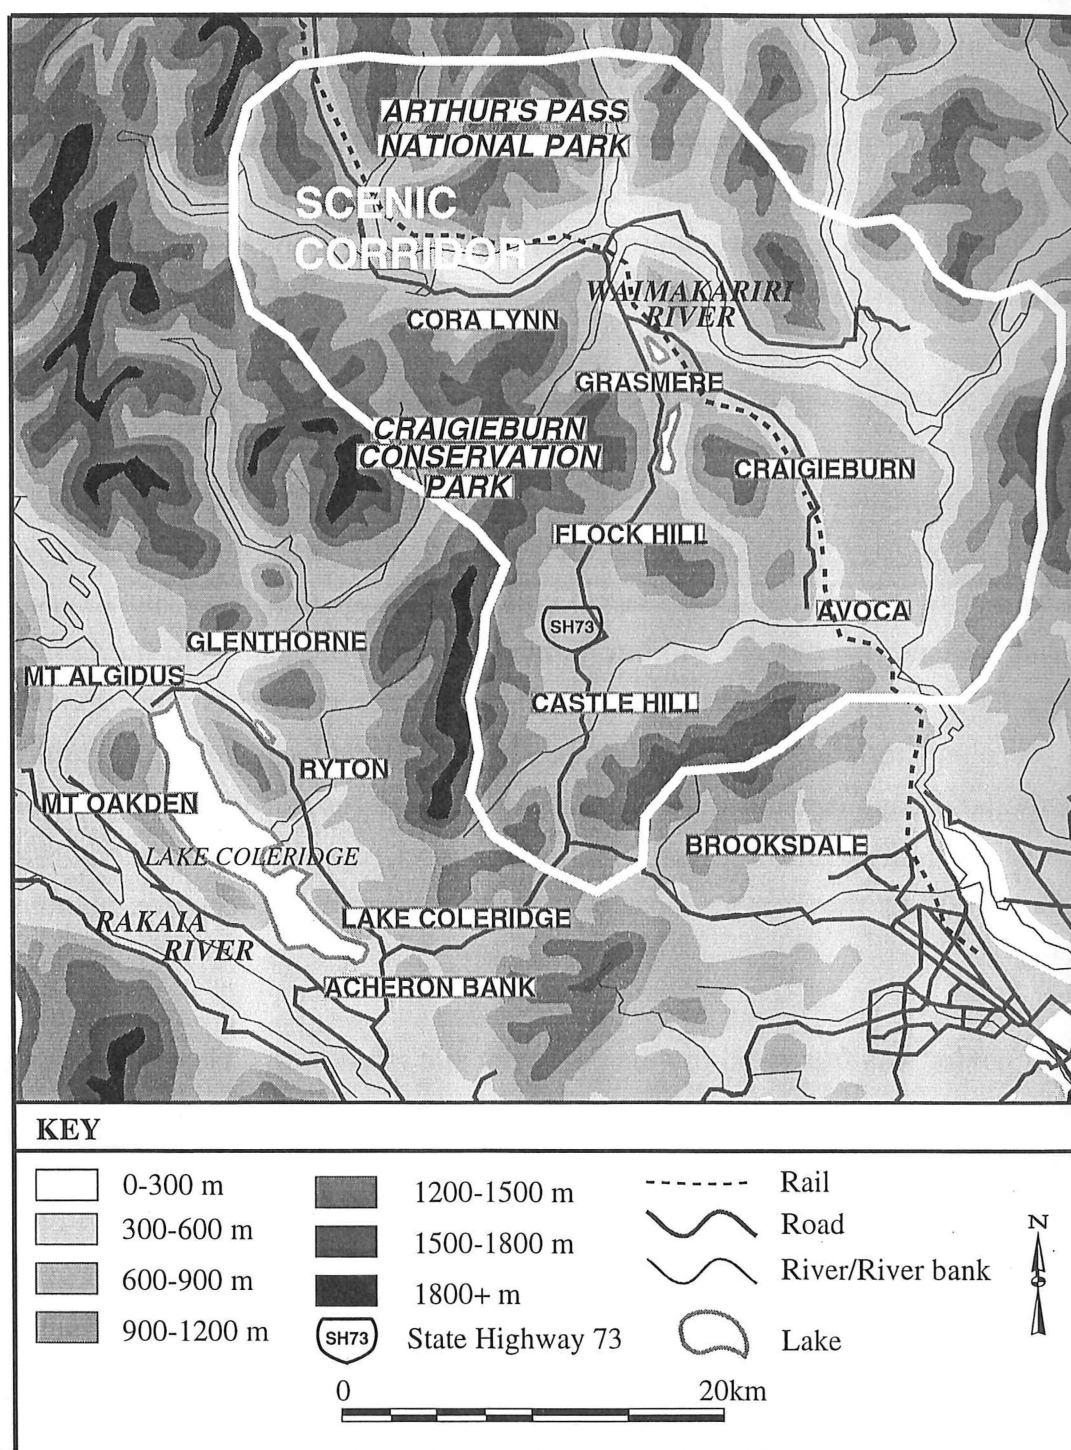 ARTHUR'S PASS
NATIONAL PARK
SCENIC
CORRIDOR
WAIMAKARIRI
RIVER
CORA LYNN
GRASMERE
CRAIGIEBURN
CONSERVATION
PARK
CRAIGIEBURN
FLOCK HILL
AVOCA
SH73
GLENTHORNE
MT ALGIDUS
CASTLE HILL
RYTON
MT OAKDEN
LAKE COLERIDGE
BROOKSDALE
RAKAIA
RIVER
LAKE COLERIDGE
ACHERON BANK
KEY
0-300 m
300-600 m
600-900 m
900-1200 m
1200-1500 m
1500-1800 m
1800+ m
SH73 State Highway 73
Rail
Road
River/River bank
Lake
N
0 20km